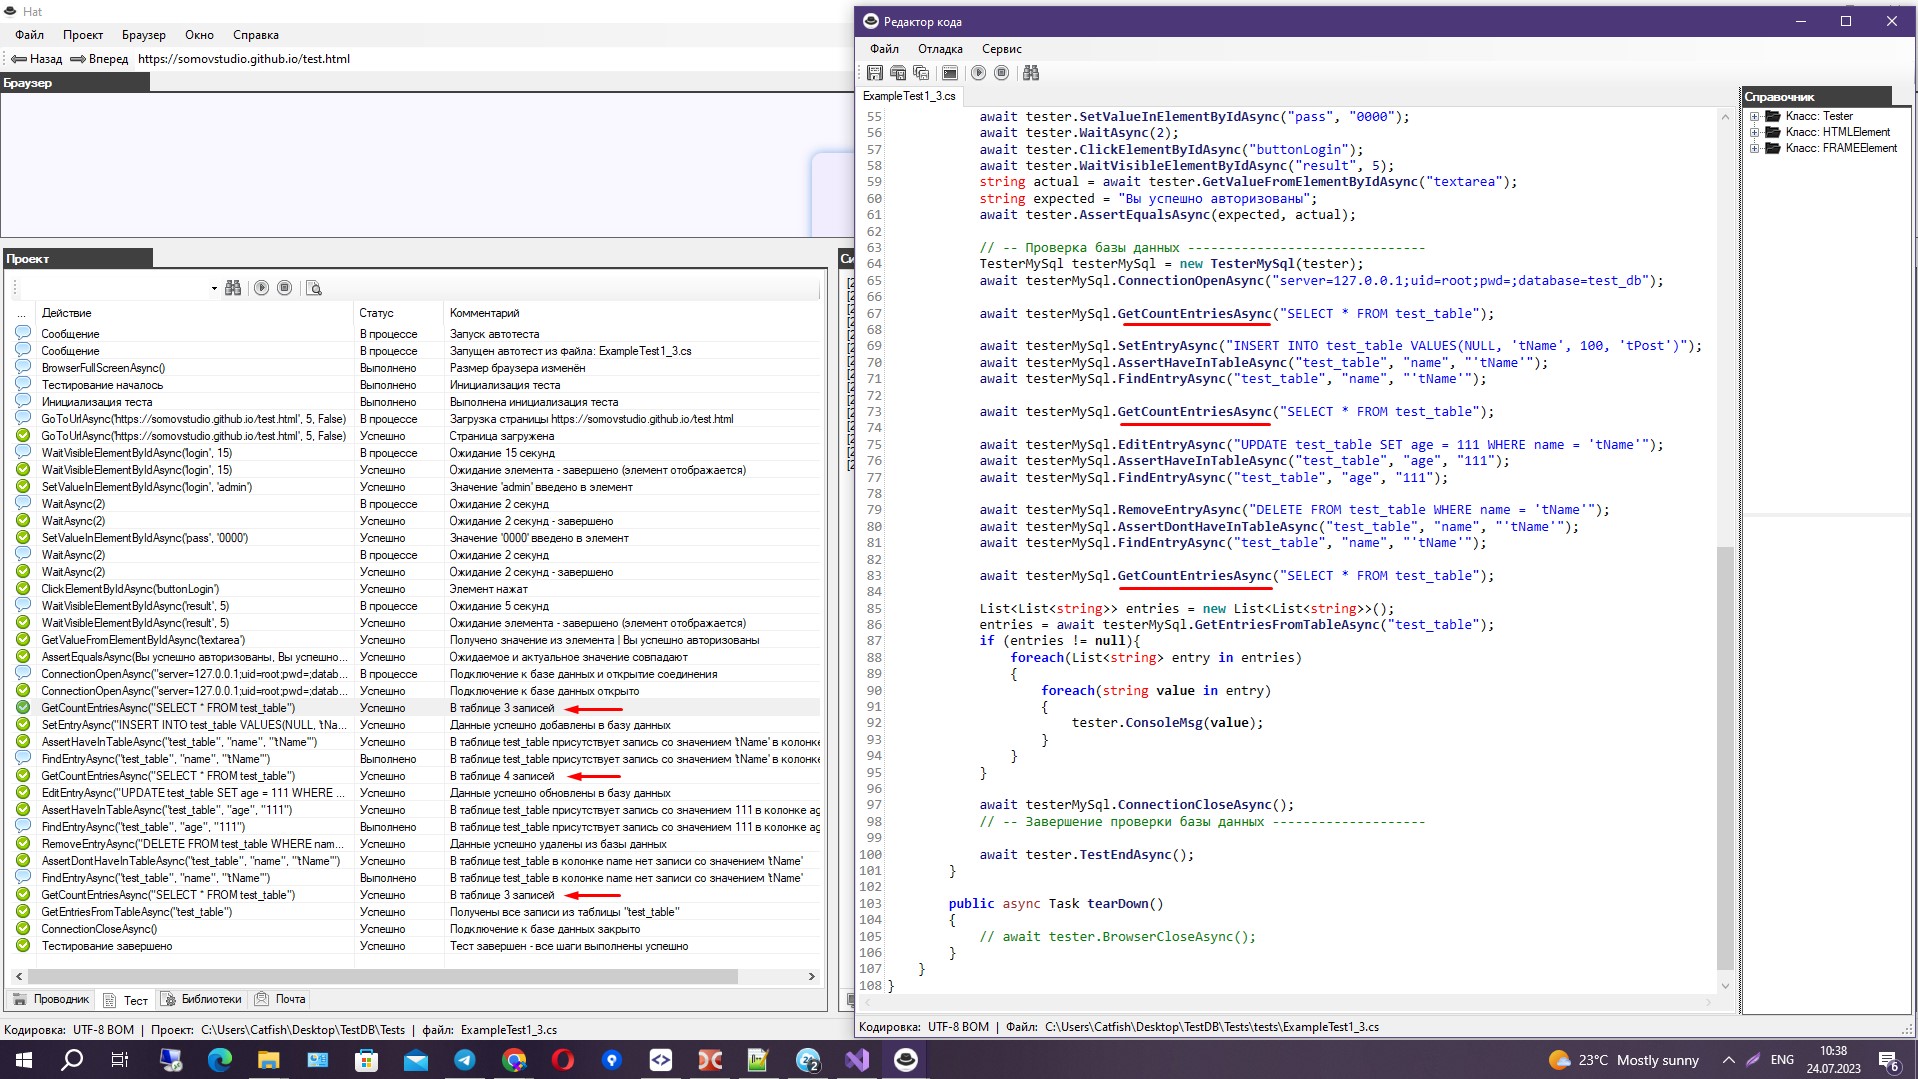 Hat
Файл Проект Браузер Окно Справка
Назад Вперед https://somovstudio.github.io/test.html
Браузер
Проект
... Действие Статус Комментарий
Сообщение В процессе Запуск автотеста
Сообщение В процессе Запущен автотест из файла: ExampleTest1_3.cs
BrowserFullScreenAsync() Выполнено Размер браузера изменён
Тестирование началось Выполнено Инициализация теста
Инициализация теста Выполнено Выполнена инициализация теста
GoToUrlAsync('https://somovstudio.github.io/test.html', 5, False) В процессе Загрузка страницы https://somovstudio.github.io/test.html
GoToUrlAsync('https://somovstudio.github.io/test.html', 5, False) Успешно Страница загружена
WaitVisibleElementByIdAsync('login', 15) В процессе Ожидание 15 секунд
WaitVisibleElementByIdAsync('login', 15) Успешно Ожидание элемента - завершено (элемент отображается)
SetValueInElementByIdAsync('login', 'admin') Успешно Значение 'admin' введено в элемент
WaitAsync(2) В процессе Ожидание 2 секунд
WaitAsync(2) Успешно Ожидание 2 секунд - завершено
SetValueInElementByIdAsync('pass', '0000') Успешно Значение '0000' введено в элемент
WaitAsync(2) В процессе Ожидание 2 секунд
WaitAsync(2) Успешно Ожидание 2 секунд - завершено
ClickElementByIdAsync('buttonLogin') Успешно Элемент нажат
WaitVisibleElementByIdAsync('result', 5) В процессе Ожидание 5 секунд
WaitVisibleElementByIdAsync('result', 5) Успешно Ожидание элемента - завершено (элемент отображается)
GetValueFromElementByIdAsync('textarea') Успешно Получено значение из элемента | Вы успешно авторизованы
AssertEqualsAsync(Вы успешно авторизованы, Вы успешно... Успешно Ожидаемое и актуальное значение совпадают
ConnectionOpenAsync("server=127.0.0.1;uid=root;pwd=;datab... В процессе Подключение к базе данных и открытие соединения
ConnectionOpenAsync("server=127.0.0.1;uid=root;pwd=;datab... Успешно Подключение к базе данных открыто
GetCountEntriesAsync("SELECT * FROM test_table") Успешно В таблице 3 записей
SetEntryAsync("INSERT INTO test_table VALUES(NULL, 'tNa... Успешно Данные успешно добавлены в базу данных
AssertHaveInTableAsync("test_table", "name", "'tName'") Успешно В таблице test_table присутствует запись со значением 'tName' в колонке
FindEntryAsync("test_table", "name", "'tName'") Выполнено В таблице test_table присутствует запись со значением 'tName' в колонке
GetCountEntriesAsync("SELECT * FROM test_table") Успешно В таблице 4 записей
EditEntryAsync("UPDATE test_table SET age = 111 WHERE ... Успешно Данные успешно обновлены в базу данных
AssertHaveInTableAsync("test_table", "age", "111") Успешно В таблице test_table присутствует запись со значением 111 в колонке ag
FindEntryAsync("test_table", "age", "111") Выполнено В таблице test_table присутствует запись со значением 111 в колонке ag
RemoveEntryAsync("DELETE FROM test_table WHERE nam... Успешно Данные успешно удалены из базы данных
AssertDontHaveInTableAsync("test_table", "name", "'tName'") Успешно В таблице test_table в колонке name нет записи со значением 'tName'
FindEntryAsync("test_table", "name", "'tName'") Выполнено В таблице test_table в колонке name нет записи со значением 'tName'
GetCountEntriesAsync("SELECT * FROM test_table") Успешно В таблице 3 записей
GetEntriesFromTableAsync("test_table") Успешно Получены все записи из таблицы "test_table"
ConnectionCloseAsync() Успешно Подключение к базе данных закрыто
Тестирование завершено Успешно Тест завершен - все шаги выполнены успешно
Проводник Тест Библиотеки Почта
Кодировка: UTF-8 BOM | Проект: C:\Users\Catfish\Desktop\TestDB\Tests | файл: ExampleTest1_3.cs
Редактор кода
Файл Отладка Сервис
ExampleTest1_3.cs
55 await tester.SetValueInElementByIdAsync("pass", "0000");
56 await tester.WaitAsync(2);
57 await tester.ClickElementByIdAsync("buttonLogin");
58 await tester.WaitVisibleElementByIdAsync("result", 5);
59 string actual = await tester.GetValueFromElementByIdAsync("textarea");
60 string expected = "Вы успешно авторизованы";
61 await tester.AssertEqualsAsync(expected, actual);
62
63 // -- Проверка базы данных -------------------------------
64 TesterMySql testerMySql = new TesterMySql(tester);
65 await testerMySql.ConnectionOpenAsync("server=127.0.0.1;uid=root;pwd=;database=test_db");
66
67 await testerMySql.GetCountEntriesAsync("SELECT * FROM test_table");
68
69 await testerMySql.SetEntryAsync("INSERT INTO test_table VALUES(NULL, 'tName', 100, 'tPost')");
70 await testerMySql.AssertHaveInTableAsync("test_table", "name", "'tName'");
71 await testerMySql.FindEntryAsync("test_table", "name", "'tName'");
72
73 await testerMySql.GetCountEntriesAsync("SELECT * FROM test_table");
74
75 await testerMySql.EditEntryAsync("UPDATE test_table SET age = 111 WHERE name = 'tName'");
76 await testerMySql.AssertHaveInTableAsync("test_table", "age", "111");
77 await testerMySql.FindEntryAsync("test_table", "age", "111");
78
79 await testerMySql.RemoveEntryAsync("DELETE FROM test_table WHERE name = 'tName'");
80 await testerMySql.AssertDontHaveInTableAsync("test_table", "name", "'tName'");
81 await testerMySql.FindEntryAsync("test_table", "name", "'tName'");
82
83 await testerMySql.GetCountEntriesAsync("SELECT * FROM test_table");
84
85 List<List<string>> entries = new List<List<string>>();
86 entries = await testerMySql.GetEntriesFromTableAsync("test_table");
87 if (entries != null){
88 foreach(List<string> entry in entries)
89 {
90 foreach(string value in entry)
91 {
92 tester.ConsoleMsg(value);
93 }
94 }
95 }
96
97 await testerMySql.ConnectionCloseAsync();
98 // -- Завершение проверки базы данных --------------------
99
100 await tester.TestEndAsync();
101 }
102
103 public async Task tearDown()
104 {
105 // await tester.BrowserCloseAsync();
106 }
107 }
108 }
Справочник
Класс: Tester
Класс: HTMLElement
Класс: FRAMEElement
Кодировка: UTF-8 BOM | Файл: C:\Users\Catfish\Desktop\TestDB\Tests\tests\ExampleTest1_3.cs
23°C Mostly sunny ENG 10:38
24.07.2023 6